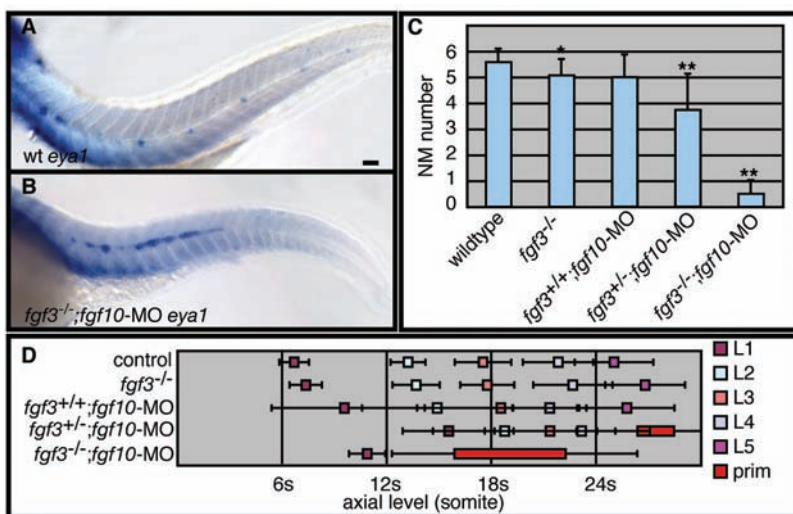 A
wt eya1
B
fgf3-/-;fgf10-MO eya1
C
NM number
6
5
4
3
2
1
0
*
**
**
wildtype
fgf3-/-
fgf3+/+;fgf10-MO
fgf3+/-;fgf10-MO
fgf3-/-;fgf10-MO
D
control
fgf3-/-
fgf3+/+;fgf10-MO
fgf3+/-;fgf10-MO
fgf3-/-;fgf10-MO
6s 12s 18s 24s
axial level (somite)
L1
L2
L3
L4
L5
prim